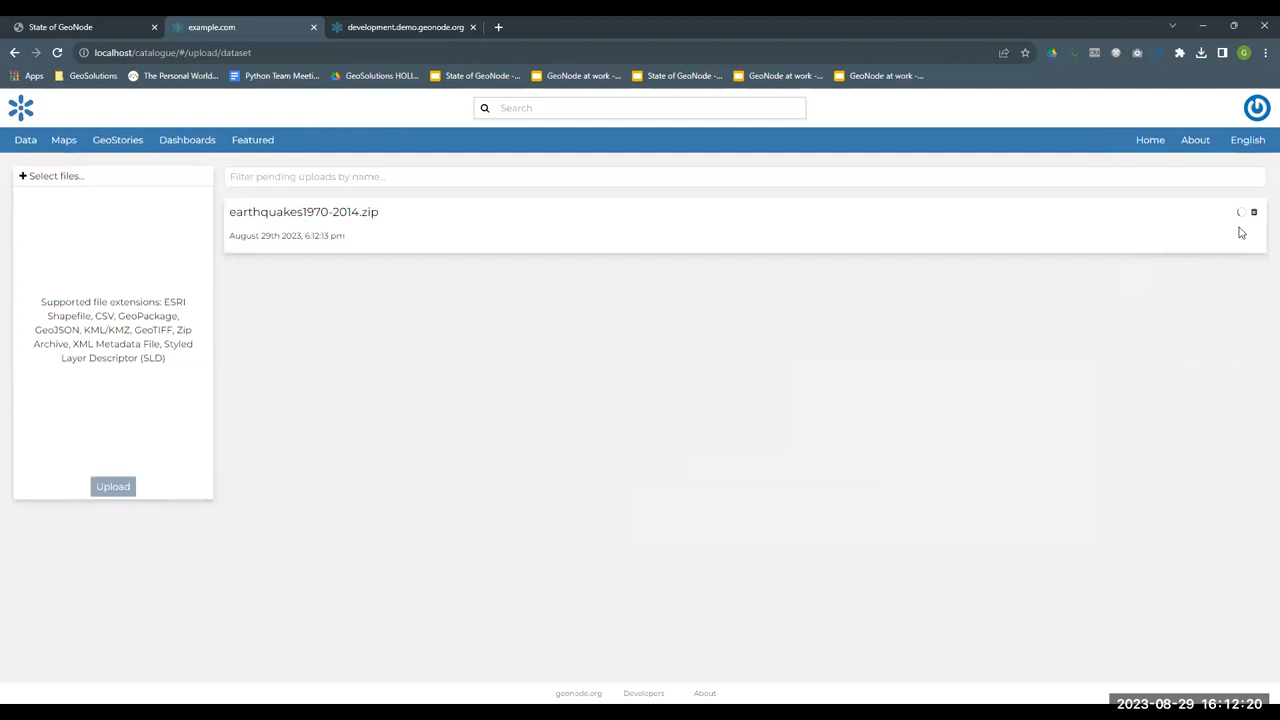 State of GeoNode
example.com
development.demo.geonode.org
localhost/catalogue/#/upload/dataset
G
Apps
GeoSolutions
The Personal World...
Python Team Meeti...
GeoSolutions HOLI...
State of GeoNode -...
GeoNode at work -...
State of GeoNode -...
GeoNode at work -...
GeoNode at work -...
Search
Data
Maps
GeoStories
Dashboards
Featured
Home
About
English
Select files...
Filter pending uploads by name...
earthquakes1970-2014.zip
August 29th 2023, 6:12:13 pm
Supported file extensions: ESRI
Shapefile, CSV, GeoPackage,
GeoJSON, KML/KMZ, GeoTIFF, Zip
Archive, XML Metadata File, Styled
Layer Descriptor (SLD)
Upload
geonode.org
Developers
About
2023-08-29 16:12:20